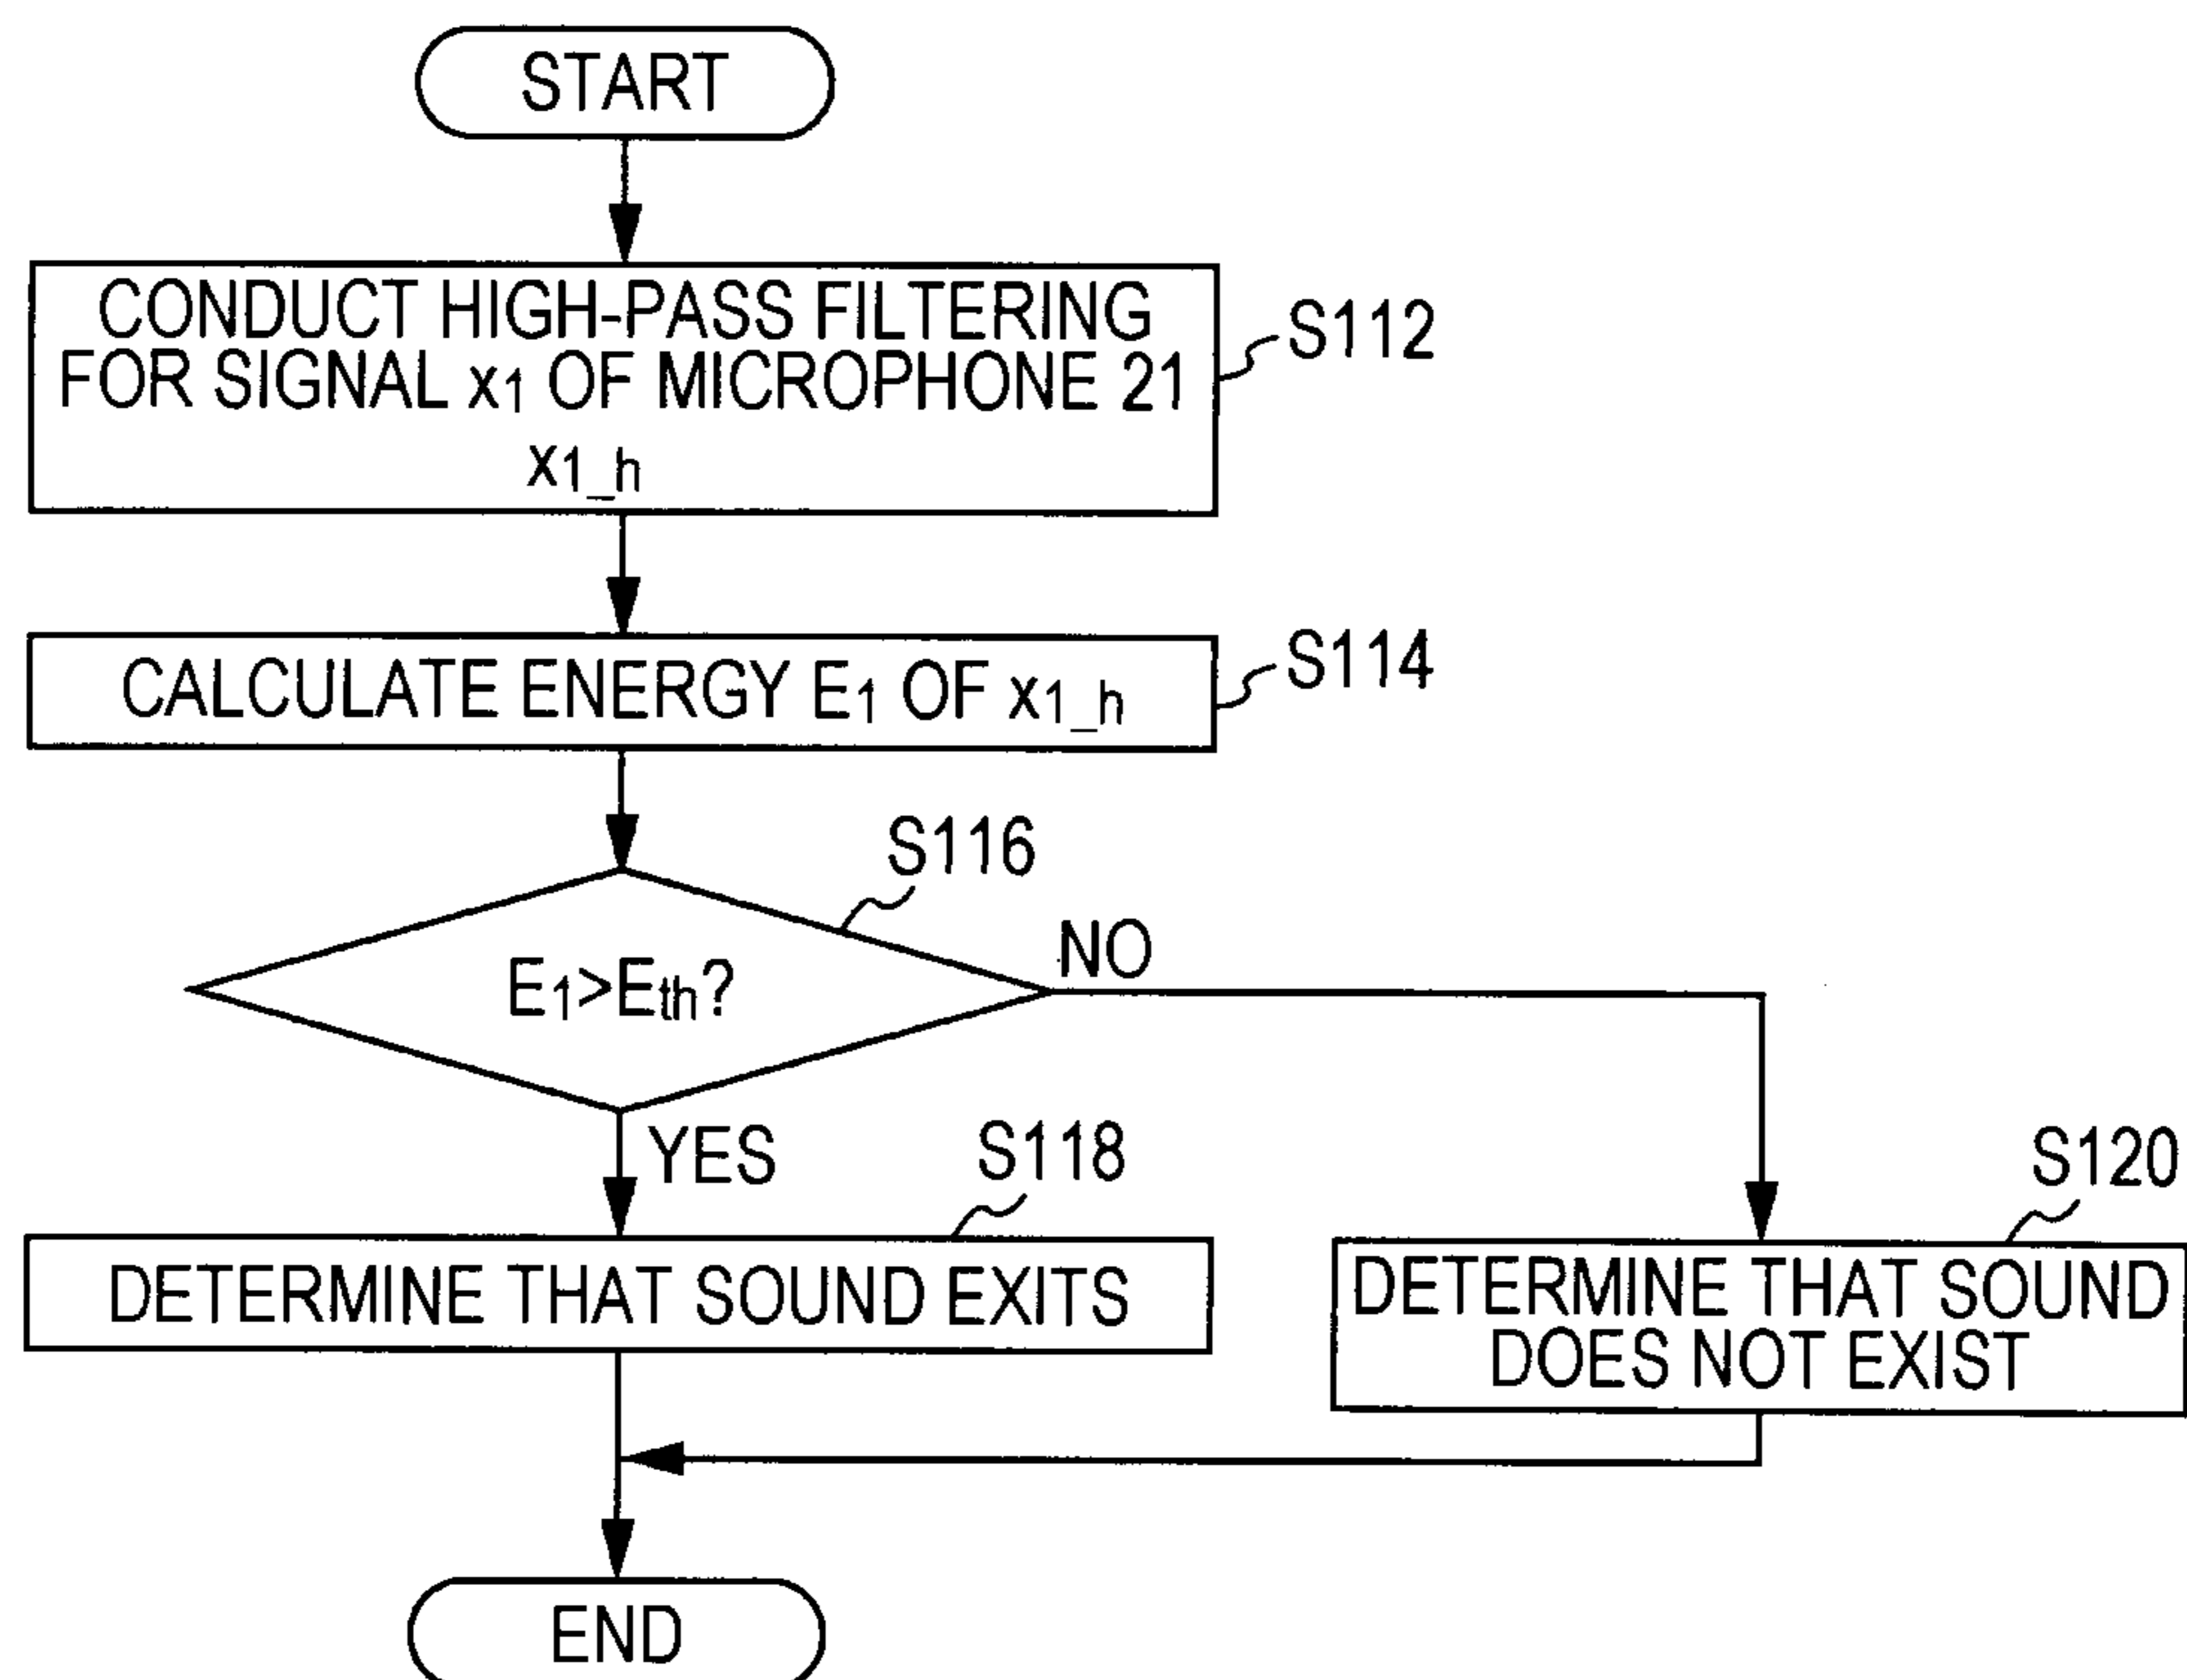 START
CONDUCT HIGH-PASS FILTERING
FOR SIGNAL x1 OF MICROPHONE 21
x1_h
S112
CALCULATE ENERGY E1 OF x1_h
S114
S116
E1>Eth?
NO
YES
S118
DETERMINE THAT SOUND EXITS
S120
DETERMINE THAT SOUND
DOES NOT EXIST
END